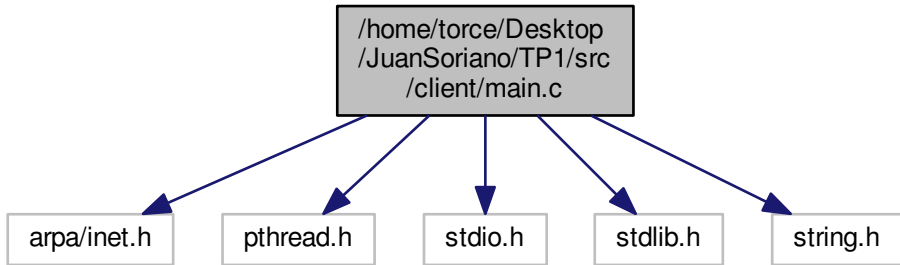 /home/torce/Desktop
/JuanSoriano/TP1/src
/client/main.c
arpa/inet.h
pthread.h
stdio.h
stdlib.h
string.h